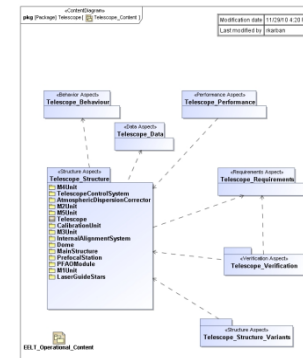 «ContentDiagram»
pkg [Package] Telescope [ Telescope_Content ]
Modification date 11/29/10 4:28
Last modified by rkarban
«Behavior Aspect»
Telescope_Behaviour
«Performance Aspect»
Telescope_Performance
«Data Aspect»
Telescope_Data
«Structure Aspect»
Telescope_Structure
M4Unit
TelescopeControlSystem
AtmosphericDispersionCorrector
M2Unit
M5Unit
Telescope
CalibrationUnit
M3Unit
InternalAlignmentSystem
Dome
MainStructure
PrefocalStation
PFAOModule
M1Unit
LaserGuideStars
«Requirements Aspect»
Telescope_Requirements
«Verification Aspect»
Telescope_Verification
«Structure Aspect»
Telescope_Structure_Variants
EELT_Operational_Content